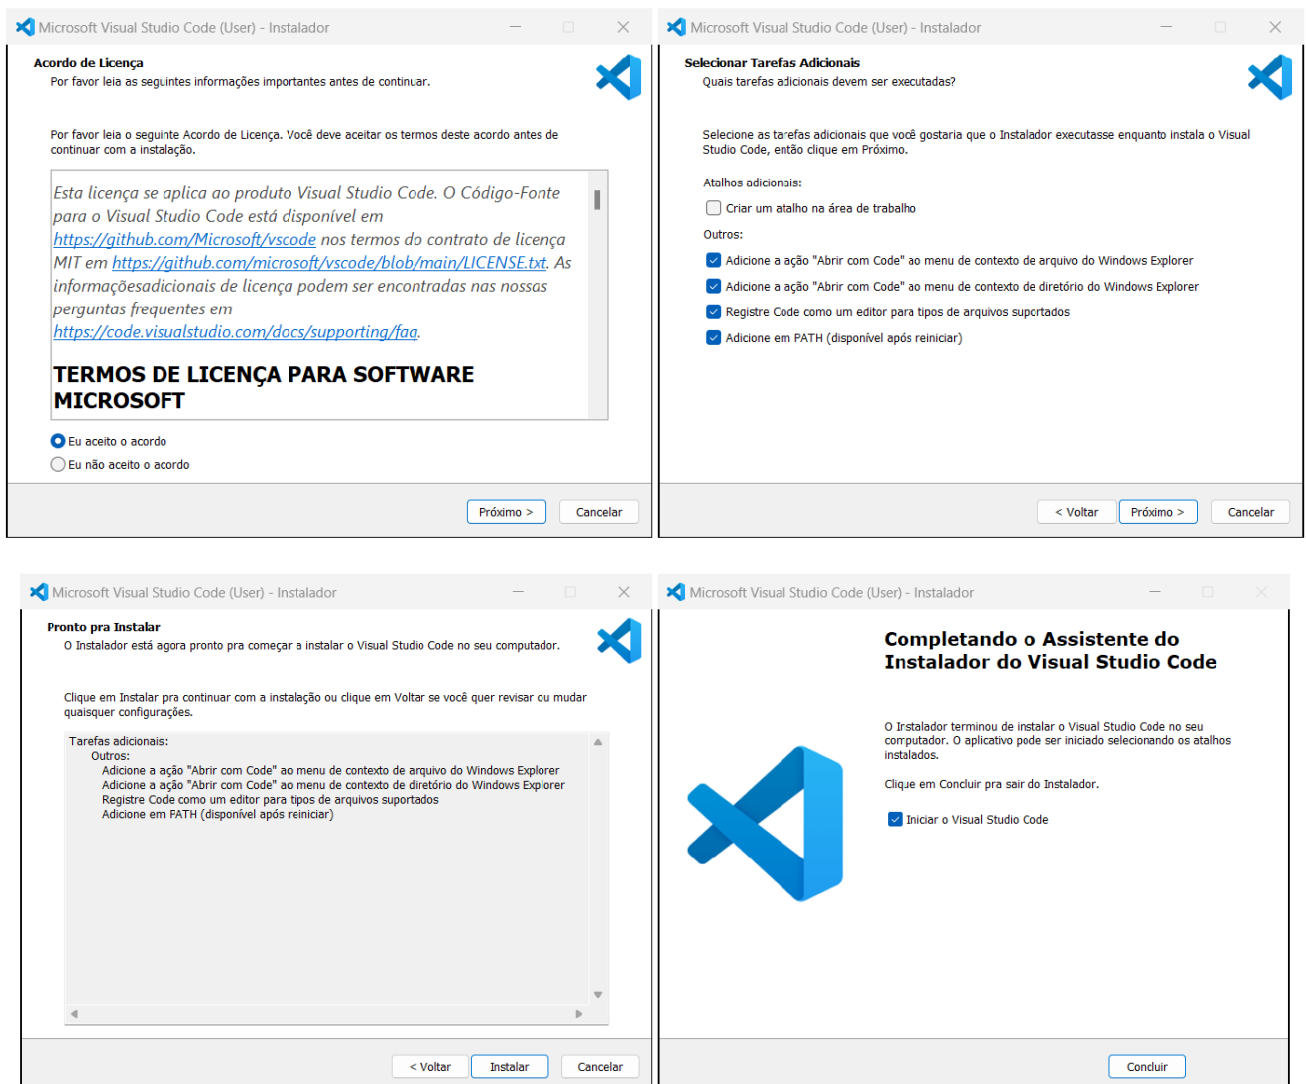 Microsoft Visual Studio Code (User) - Instalador
Acordo de Licença
Por favor leia as seguintes informações importantes antes de continuar.
Por favor leia o seguinte Acordo de Licença. Você deve aceitar os termos deste acordo antes de
continuar com a instalação.
Esta licença se aplica ao produto Visual Studio Code. O Código-Fonte
para o Visual Studio Code está disponível em
https://github.com/Microsoft/vscode nos termos do contrato de licença
MIT em https://github.com/microsoft/vscode/blob/main/LICENSE.txt. As
informaçõesadicionais de licença podem ser encontradas nas nossas
perguntas frequentes em
https://code.visualstudio.com/docs/supporting/faq.
TERMOS DE LICENÇA PARA SOFTWARE
MICROSOFT
Eu aceito o acordo
Eu não aceito o acordo
Próximo >
Cancelar
Microsoft Visual Studio Code (User) - Instalador
Selecionar Tarefas Adicionais
Quais tarefas adicionais devem ser executadas?
Selecione as tarefas adicionais que você gostaria que o Instalador executasse enquanto instala o Visual
Studio Code, então clique em Próximo.
Atalhos adicionais:
Criar um atalho na área de trabalho
Outros:
Adicione a ação "Abrir com Code" ao menu de contexto de arquivo do Windows Explorer
Adicione a ação "Abrir com Code" ao menu de contexto de diretório do Windows Explorer
Registre Code como um editor para tipos de arquivos suportados
Adicione em PATH (disponível após reiniciar)
< Voltar
Próximo >
Cancelar
Microsoft Visual Studio Code (User) - Instalador
Pronto pra Instalar
O Instalador está agora pronto pra começar a instalar o Visual Studio Code no seu computador.
Clique em Instalar pra continuar com a instalação ou clique em Voltar se você quer revisar ou mudar
quaisquer configurações.
Tarefas adicionais:
Outros:
Adicione a ação "Abrir com Code" ao menu de contexto de arquivo do Windows Explorer
Adicione a ação "Abrir com Code" ao menu de contexto de diretório do Windows Explorer
Registre Code como um editor para tipos de arquivos suportados
Adicione em PATH (disponível após reiniciar)
< Voltar
Instalar
Cancelar
Microsoft Visual Studio Code (User) - Instalador
Completando o Assistente do
Instalador do Visual Studio Code
O Instalador terminou de instalar o Visual Studio Code no seu
computador. O aplicativo pode ser iniciado selecionando os atalhos
instalados.
Clique em Concluir pra sair do Instalador.
Iniciar o Visual Studio Code
Concluir